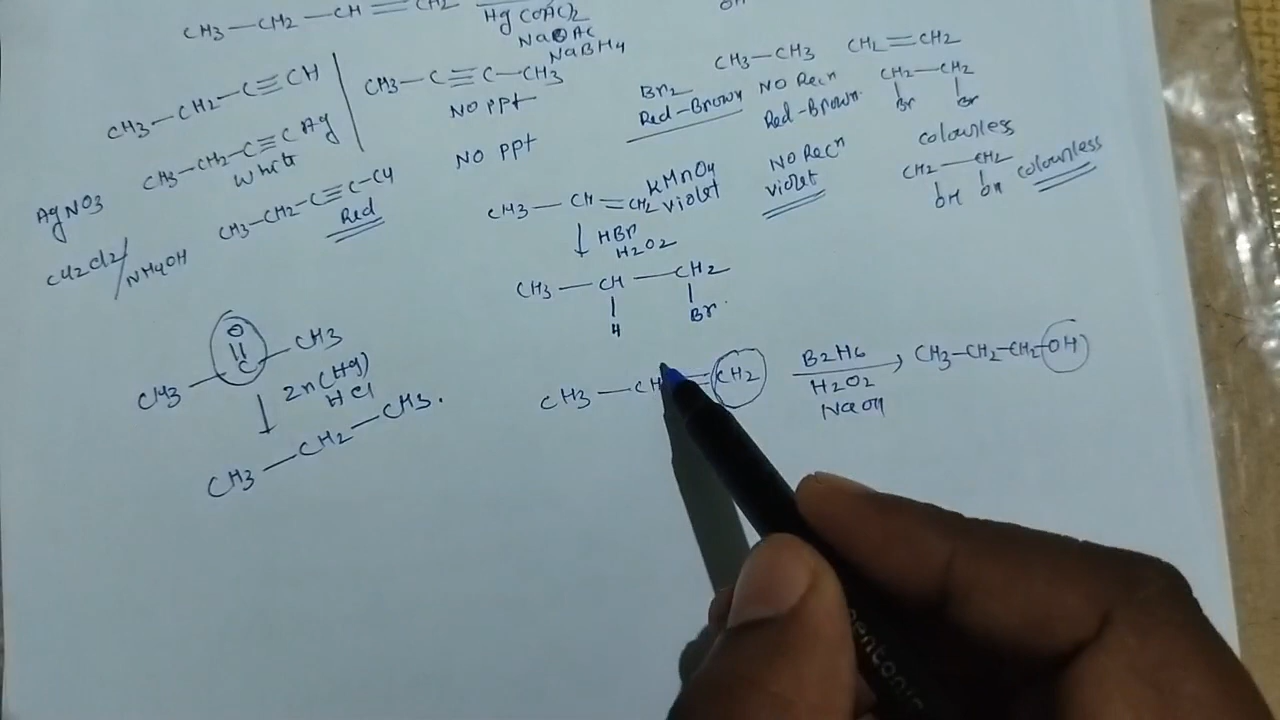 CH3—CH2—CH=CH2
Hg(OAC)2
NaOAC
NaBH4
OH
CH3—CH2—C≡CH
CH3—C≡C—CH3
NO PPt
AgNO3
CH3—CH2—C≡CAg
White
NO PPt
Cu2Cl2/NH4OH
CH3—CH2—C≡C—Cu
Red
Br2
Red-Brown
CH3—CH3
NO Recn
Red-Brown
CH2=CH2
CH2—CH2
Br Br
colourless
KMnO4
violet
NO Recn
violet
CH2—CH2
OH OH
colourless
CH3—CH=CH2
HBr
H2O2
CH3—CH—CH2
H Br
O
||
CH3—C—CH3
Zn(Hg)
HCl
CH3—CH2—CH3.
CH3—CH=CH2
B2H6
H2O2
NaOH
CH3—CH2—CH2—OH